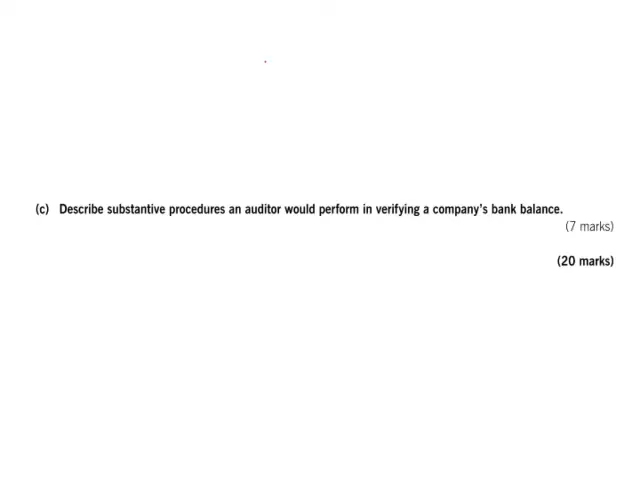 (c) Describe substantive procedures an auditor would perform in verifying a company's bank balance.
(7 marks)
(20 marks)